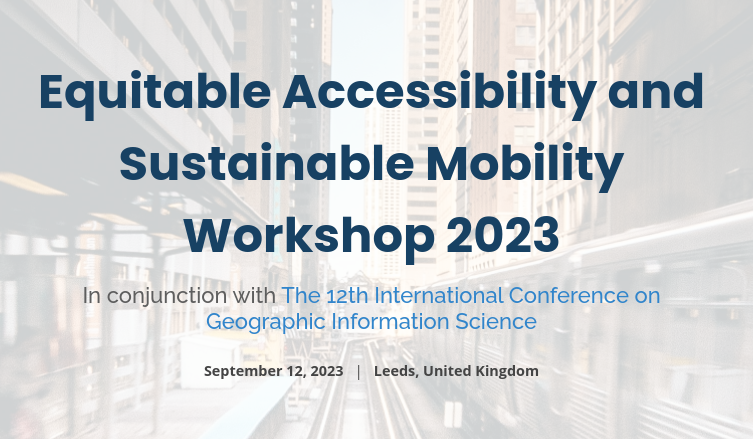 Equitable Accessibility and
Sustainable Mobility
Workshop 2023
In conjunction with The 12th International Conference on
Geographic Information Science
September 12, 2023 | Leeds, United Kingdom